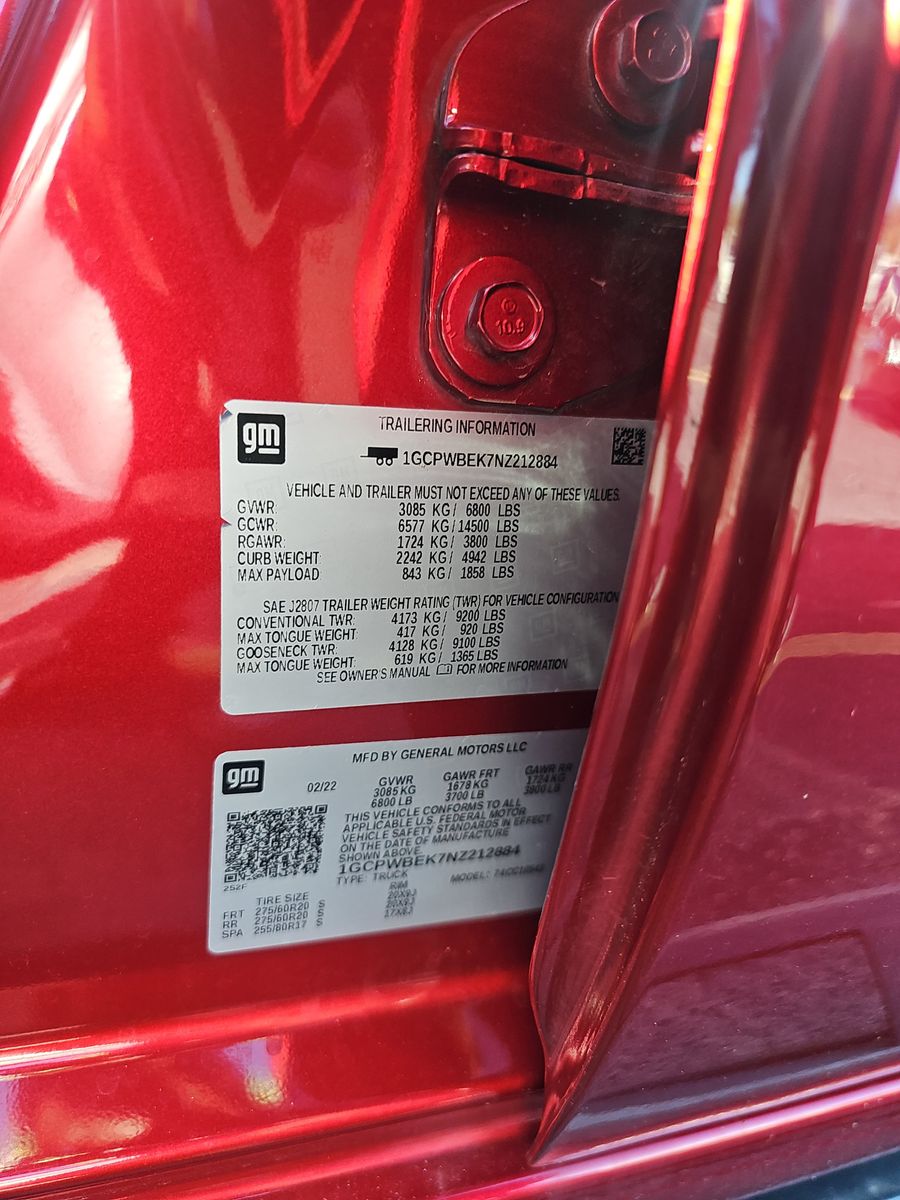 10.9
gm
TRAILERING INFORMATION
1GCPWBEK7NZ212884
VEHICLE AND TRAILER MUST NOT EXCEED ANY OF THESE VALUES.
GVWR: 3085 KG / 6800 LBS
GCWR: 6577 KG / 14500 LBS
RGAWR: 1724 KG / 3800 LBS
CURB WEIGHT: 2242 KG / 4942 LBS
MAX PAYLOAD: 843 KG / 1858 LBS
SAE J2807 TRAILER WEIGHT RATING (TWR) FOR VEHICLE CONFIGURATION
CONVENTIONAL TWR: 4173 KG / 9200 LBS
MAX TONGUE WEIGHT: 417 KG / 920 LBS
GOOSENECK TWR: 4128 KG / 9100 LBS
MAX TONGUE WEIGHT: 619 KG / 1365 LBS
SEE OWNER'S MANUAL FOR MORE INFORMATION
gm
MFD BY GENERAL MOTORS LLC
02/22 GVWR GAWR FRT GAWR RR
3085 KG 1678 KG 1724 KG
6800 LB 3700 LB 3800 LB
THIS VEHICLE CONFORMS TO ALL
APPLICABLE U.S. FEDERAL MOTOR
VEHICLE SAFETY STANDARDS IN EFFECT
ON THE DATE OF MANUFACTURE
SHOWN ABOVE.
1GCPWBEK7NZ212884
TYPE: TRUCK MODEL:
252F
TIRE SIZE RIM
FRT 275/60R20 S 20X9J
RR 275/60R20 S 20X9J
SPA 255/80R17 S 17X8J